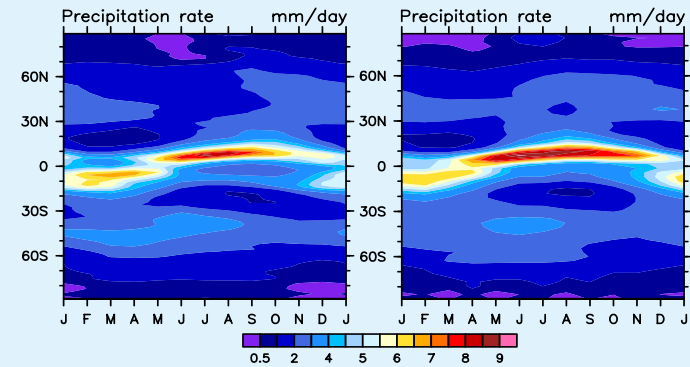 Precipitation rate mm/day Precipitation rate mm/day
60N 60N
30N 30N
0 0
30S 30S
60S 60S
J F M A M J J A S O N D J J F M A M J J A S O N D J
0.5 2 4 5 6 7 8 9